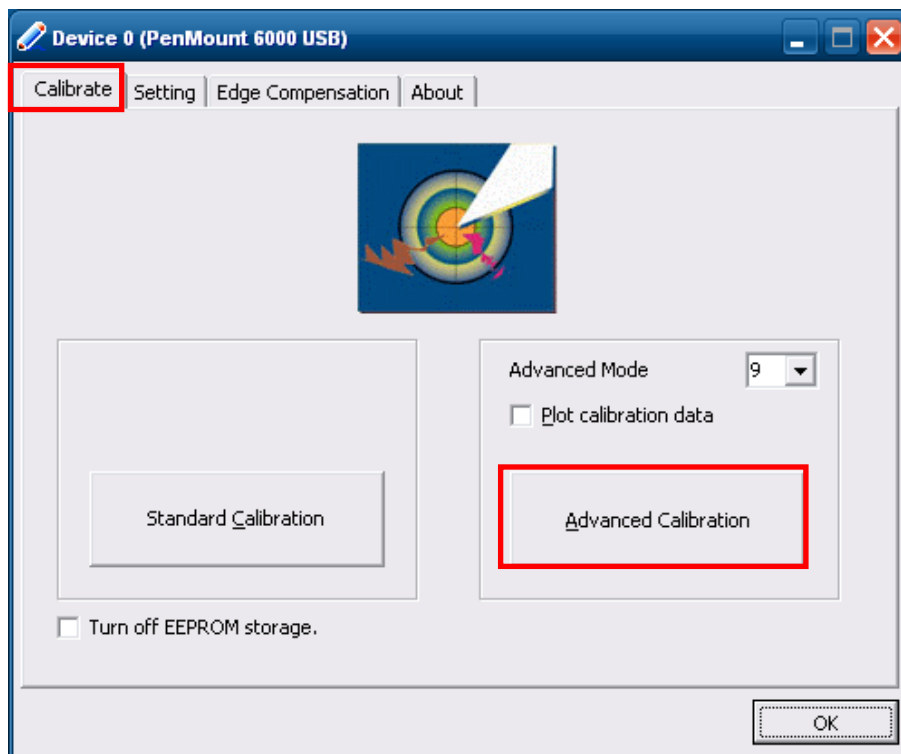 Device 0 (PenMount 6000 USB)
Calibrate Setting Edge Compensation About
Advanced Mode 9
Plot calibration data
Standard Calibration
Advanced Calibration
Turn off EEPROM storage.
OK